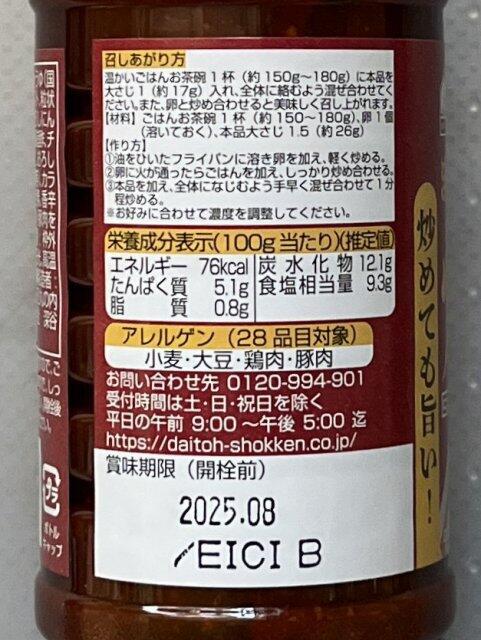 召しあがり方
温かいごはんお茶碗1杯(約150g〜180g)に本品を
大さじ1(約17g)入れ、全体に絡むよう混ぜ合わせてく
ださい。また、卵と炒め合わせると美味しく召し上がれます。
【材料】ごはんお茶碗1杯(約150〜180g)、卵1個
(溶いておく)、本品大さじ1.5(約26g)
【作り方】
①油をひいたフライパンに溶き卵を加え、軽く炒める。
②卵に火が通ったらごはんを加え、しっかり炒め合わせる。
③本品を加え、全体になじむよう手早く混ぜ合わせて1分
程炒める。
※お好みに合わせて濃度を調整してください。
栄養成分表示(100g当たり)(推定値)
エネルギー 76kcal 炭水化物 12.1g
たんぱく質 5.1g 食塩相当量 9.3g
脂質 0.8g
アレルゲン(28品目対象)
小麦・大豆・鶏肉・豚肉
お問い合わせ先 0120-994-901
受付時間は土・日・祝日を除く
平日の午前9:00〜午後5:00迄
https://daitoh-shokken.co.jp/
賞味期限(開栓前)
2025.08
/EICI B
炒めても旨い!
プラ
ボトル
キャップ